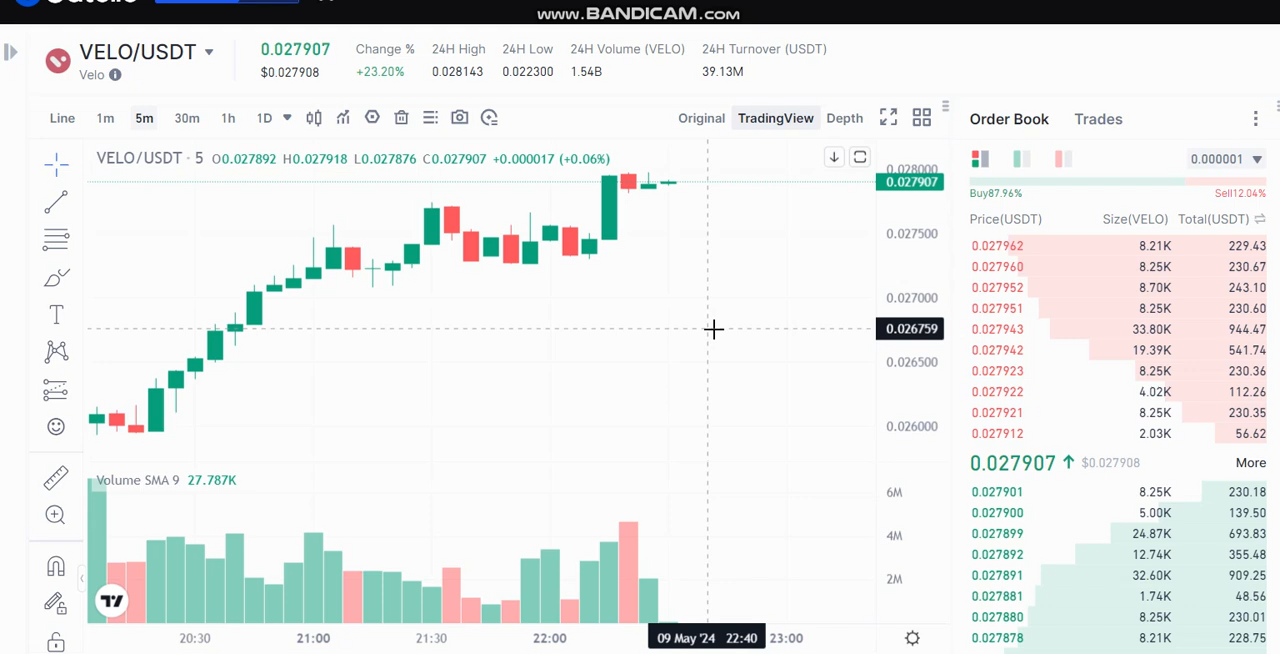 www.BANDICAM.com
VELO/USDT
Velo
0.027907
$0.027908
Change %
+23.20%
24H High
0.028143
24H Low
0.022300
24H Volume (VELO)
1.54B
24H Turnover (USDT)
39.13M
Line 1m 5m 30m 1h 1D
Original TradingView Depth
Order Book Trades
VELO/USDT · 5 O0.027892 H0.027918 L0.027876 C0.027907 +0.000017 (+0.06%)
0.028000
0.027907
0.027500
0.027000
0.026759
0.026500
0.026000
Volume SMA 9 27.787K
6M
4M
2M
20:30 21:00 21:30 22:00 09 May '24 22:40 23:00
0.000001
Buy87.96% Sell12.04%
Price(USDT) Size(VELO) Total(USDT)
0.027962 8.21K 229.43
0.027960 8.25K 230.67
0.027952 8.70K 243.10
0.027951 8.25K 230.60
0.027943 33.80K 944.47
0.027942 19.39K 541.74
0.027923 8.25K 230.36
0.027922 4.02K 112.26
0.027921 8.25K 230.35
0.027912 2.03K 56.62
0.027907 $0.027908 More
0.027901 8.25K 230.18
0.027900 5.00K 139.50
0.027899 24.87K 693.83
0.027892 12.74K 355.48
0.027891 32.60K 909.25
0.027881 1.74K 48.56
0.027880 8.25K 230.01
0.027878 8.21K 228.75